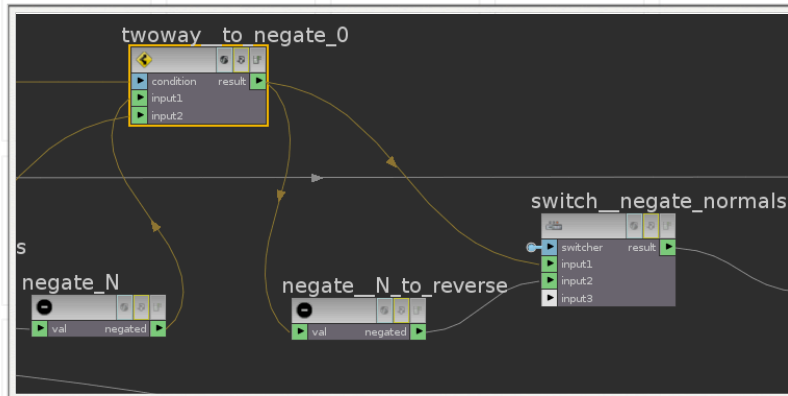 twoway__to_negate_0
condition result
input1
input2
switch__negate_normals
switcher result
input1
input2
input3
s
negate_N
val negated
negate__N_to_reverse
val negated